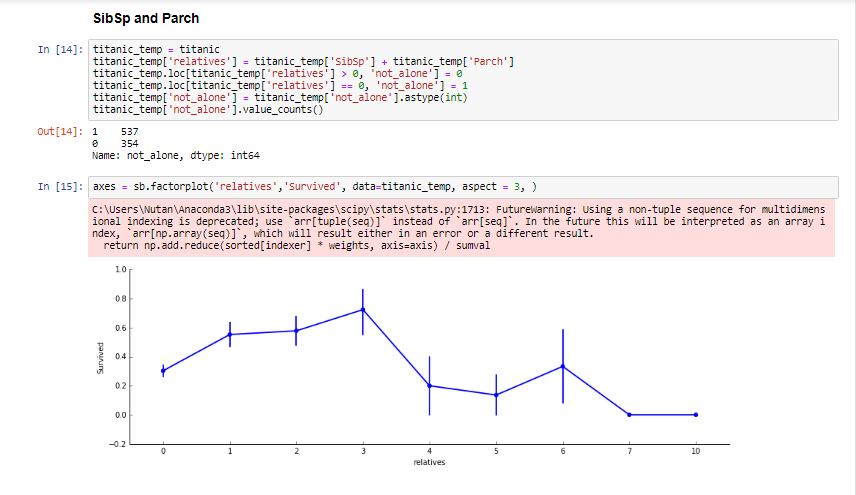 SibSp and Parch
In [14]: titanic_temp = titanic
titanic_temp['relatives'] = titanic_temp['SibSp'] + titanic_temp['Parch']
titanic_temp.loc[titanic_temp['relatives'] > 0, 'not_alone'] = 0
titanic_temp.loc[titanic_temp['relatives'] == 0, 'not_alone'] = 1
titanic_temp['not_alone'] = titanic_temp['not_alone'].astype(int)
titanic_temp['not_alone'].value_counts()
Out[14]: 1 537
0 354
Name: not_alone, dtype: int64
In [15]: axes = sb.factorplot('relatives','Survived', data=titanic_temp, aspect = 3, )
C:\Users\Nutan\Anaconda3\lib\site-packages\scipy\stats\stats.py:1713: FutureWarning: Using a non-tuple sequence for multidimens
ional indexing is deprecated; use `arr[tuple(seq)]` instead of `arr[seq]`. In the future this will be interpreted as an array i
ndex, `arr[np.array(seq)]`, which will result either in an error or a different result.
return np.add.reduce(sorted[indexer] * weights, axis=axis) / sumval
1.0
0.8
0.6
0.4
0.2
0.0
−0.2
Survived
0 1 2 3 4 5 6 7 10
relatives